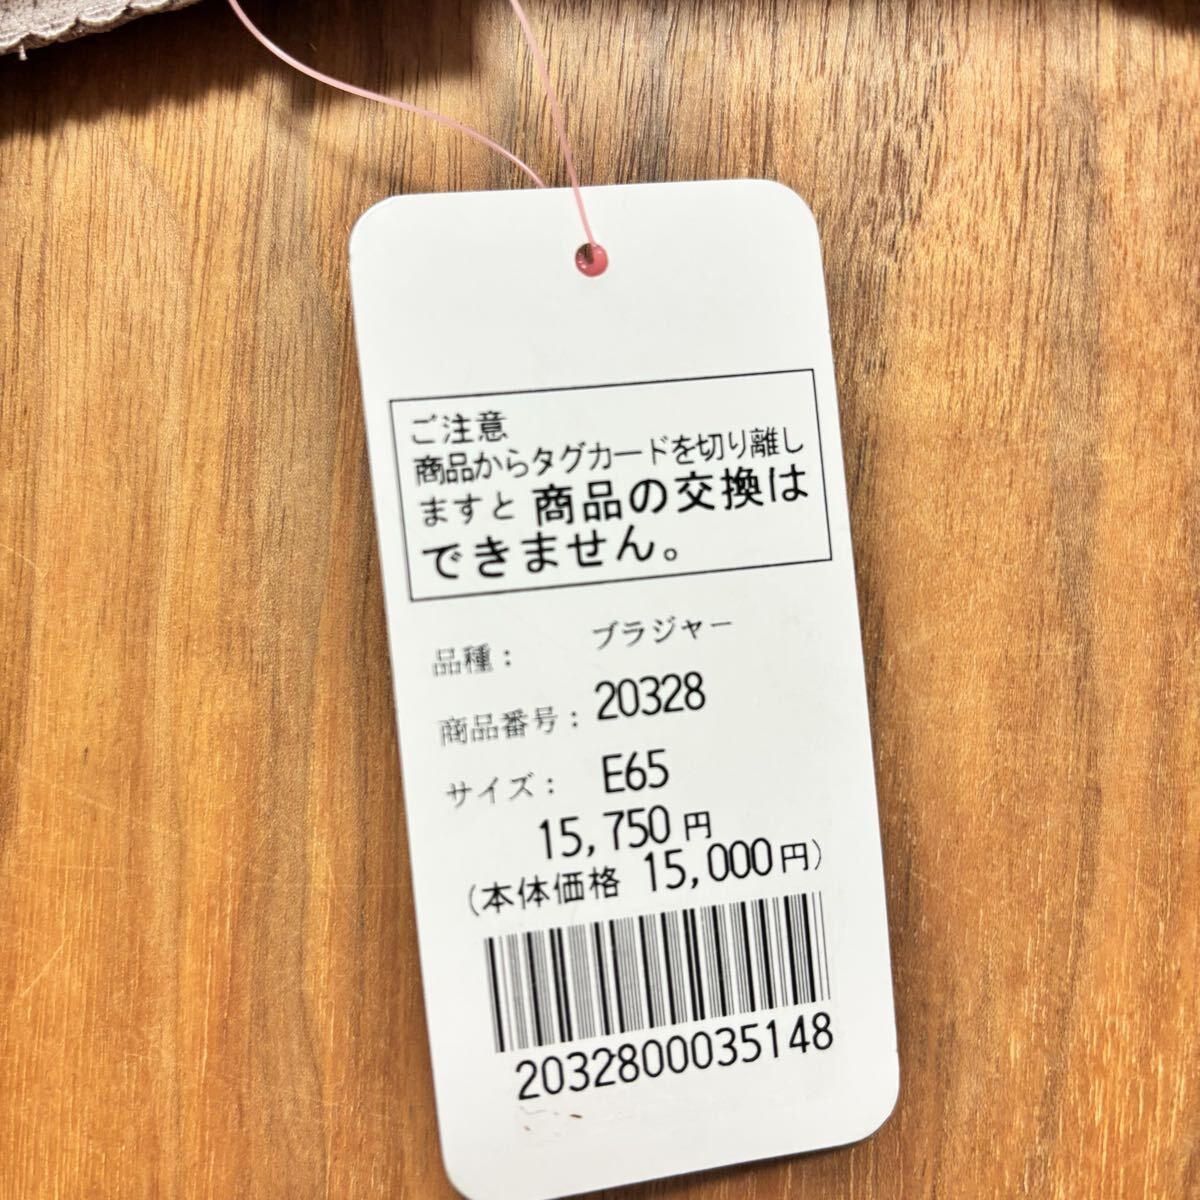 ご注意
商品からタグカードを切り離し
ますと 商品の交換は
できません。
品種： ブラジャー
商品番号： 20328
サイズ： E65
15,750円
(本体価格 15,000円)
2032800035148